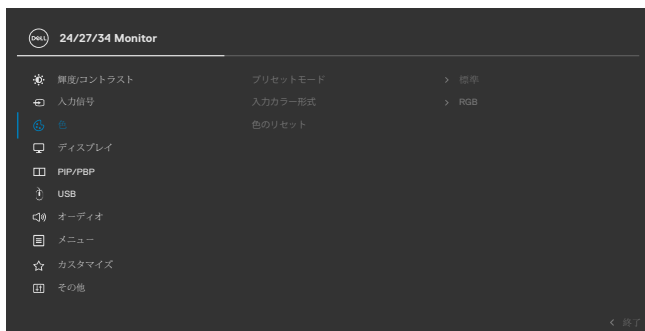 DELL 24/27/34 Monitor
輝度/コントラスト プリセットモード > 標準
入力信号 入力カラー形式 > RGB
色 色のリセット
ディスプレイ
PIP/PBP
USB
オーディオ
メニュー
カスタマイズ
その他
< 終了